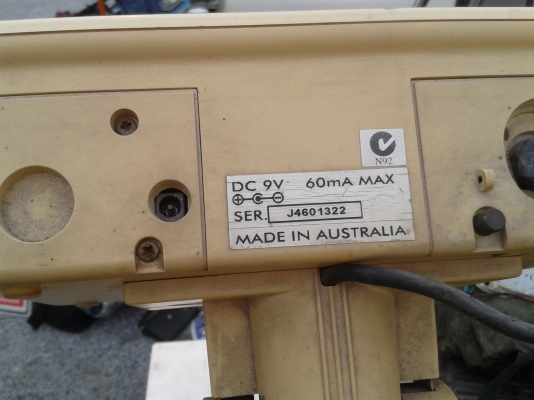 N92
DC 9V 60mA MAX
SER. J4601322
MADE IN AUSTRALIA